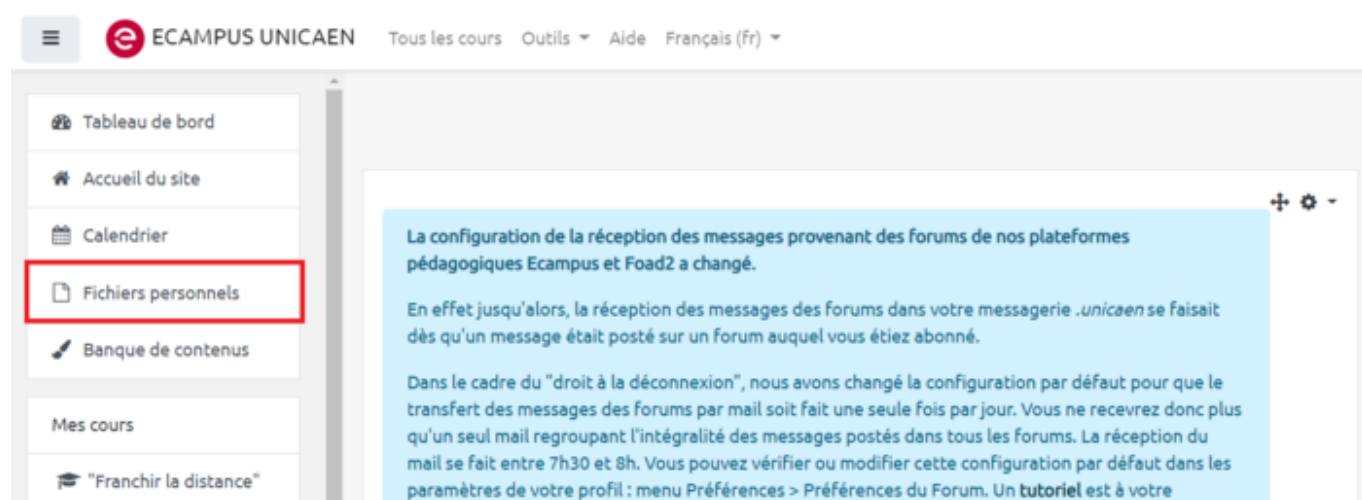 ECAMPUS UNICAEN Tous les cours Outils Aide Français (fr)
Tableau de bord
Accueil du site
Calendrier
Fichiers personnels
Banque de contenus
Mes cours
"Franchir la distance"
La configuration de la réception des messages provenant des forums de nos plateformes
pédagogiques Ecampus et Foad2 a changé.
En effet jusqu'alors, la réception des messages des forums dans votre messagerie .unicaen se faisait
dès qu'un message était posté sur un forum auquel vous étiez abonné.
Dans le cadre du "droit à la déconnexion", nous avons changé la configuration par défaut pour que le
transfert des messages des forums par mail soit fait une seule fois par jour. Vous ne recevrez donc plus
qu'un seul mail regroupant l'intégralité des messages postés dans tous les forums. La réception du
mail se fait entre 7h30 et 8h. Vous pouvez vérifier ou modifier cette configuration par défaut dans les
paramètres de votre profil : menu Préférences > Préférences du Forum. Un tutoriel est à votre